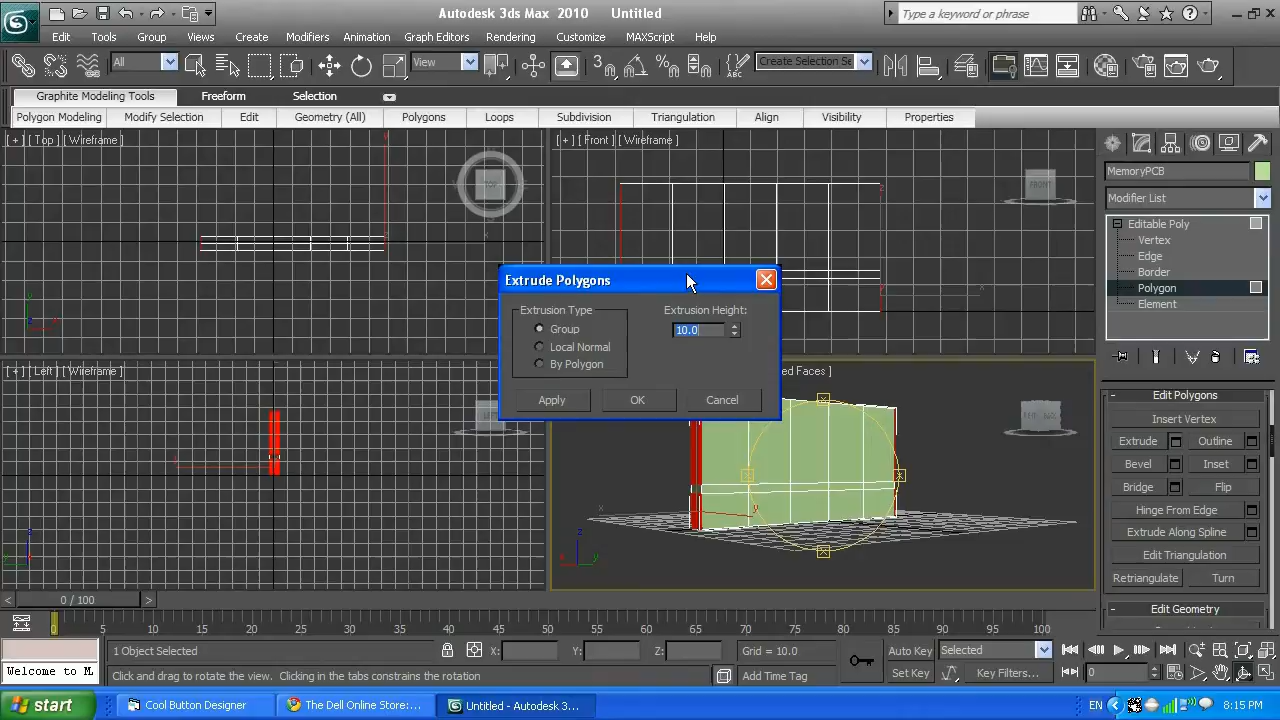 Autodesk 3ds Max 2010 Untitled
Type a keyword or phrase
Edit Tools Group Views Create Modifiers Animation Graph Editors Rendering Customize MAXScript Help
All View Create Selection Se
Graphite Modeling Tools Freeform Selection
Polygon Modeling Modify Selection Edit Geometry (All) Polygons Loops Subdivision Triangulation Align Visibility Properties
[ + ] [ Top ] [ Wireframe ]
TOP
[ + ] [ Front ] [ Wireframe ]
FRONT
MemoryPCB
Modifier List
Editable Poly
Vertex
Edge
Border
Polygon
Element
Extrude Polygons
Extrusion Type
Group
Local Normal
By Polygon
Extrusion Height:
10.0
Apply OK Cancel
[ + ] [ Left ] [ Wireframe ]
ed Faces ]
Edit Polygons
Insert Vertex
Extrude Outline
Bevel Inset
Bridge Flip
Hinge From Edge
Extrude Along Spline
Edit Triangulation
Retriangulate Turn
Edit Geometry
0 / 100
0 5 10 15 20 25 30 35 40 45 50 55 60 65 70 75 80 85 90 95 100
1 Object Selected X: Y: Z: Grid = 10.0 Auto Key Selected
Welcome to M
Click and drag to rotate the view. Clicking in the tabs constrains the rotation Add Time Tag Set Key Key Filters... 0
start Cool Button Designer The Dell Online Store:... Untitled - Autodesk 3s... EN 8:15 PM